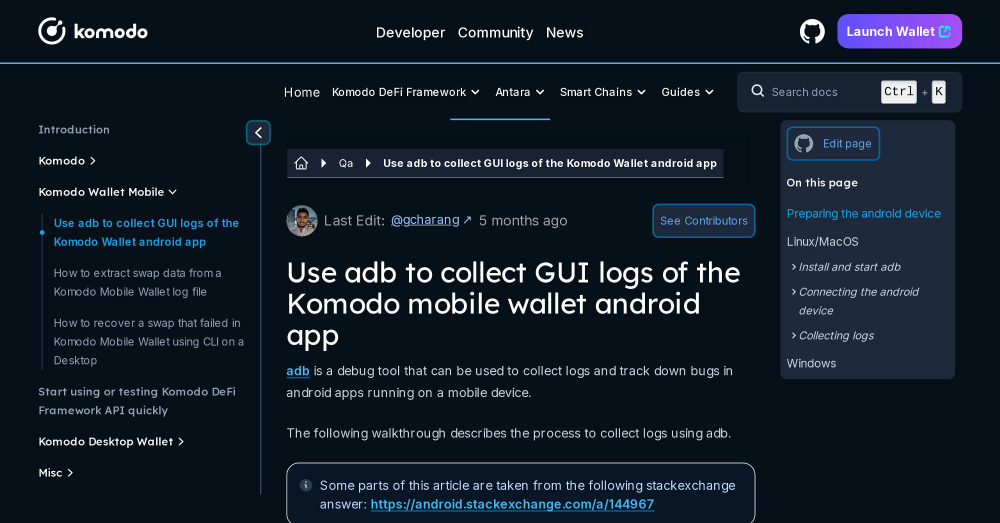 komodo
Developer Community News
Launch Wallet
Home Komodo DeFi Framework Antara Smart Chains Guides
Search docs Ctrl + K
Introduction
Komodo
Komodo Wallet Mobile
Use adb to collect GUI logs of the
Komodo Wallet android app
How to extract swap data from a
Komodo Mobile Wallet log file
How to recover a swap that failed in
Komodo Mobile Wallet using CLI on a
Desktop
Start using or testing Komodo DeFi
Framework API quickly
Komodo Desktop Wallet
Misc
Qa Use adb to collect GUI logs of the Komodo Wallet android app
Last Edit: @gcharang ↗ 5 months ago
See Contributors
Use adb to collect GUI logs of the
Komodo mobile wallet android
app
adb is a debug tool that can be used to collect logs and track down bugs in
android apps running on a mobile device.
The following walkthrough describes the process to collect logs using adb.
Some parts of this article are taken from the following stackexchange
answer: https://android.stackexchange.com/a/144967
Edit page
On this page
Preparing the android device
Linux/MacOS
Install and start adb
Connecting the android
device
Collecting logs
Windows